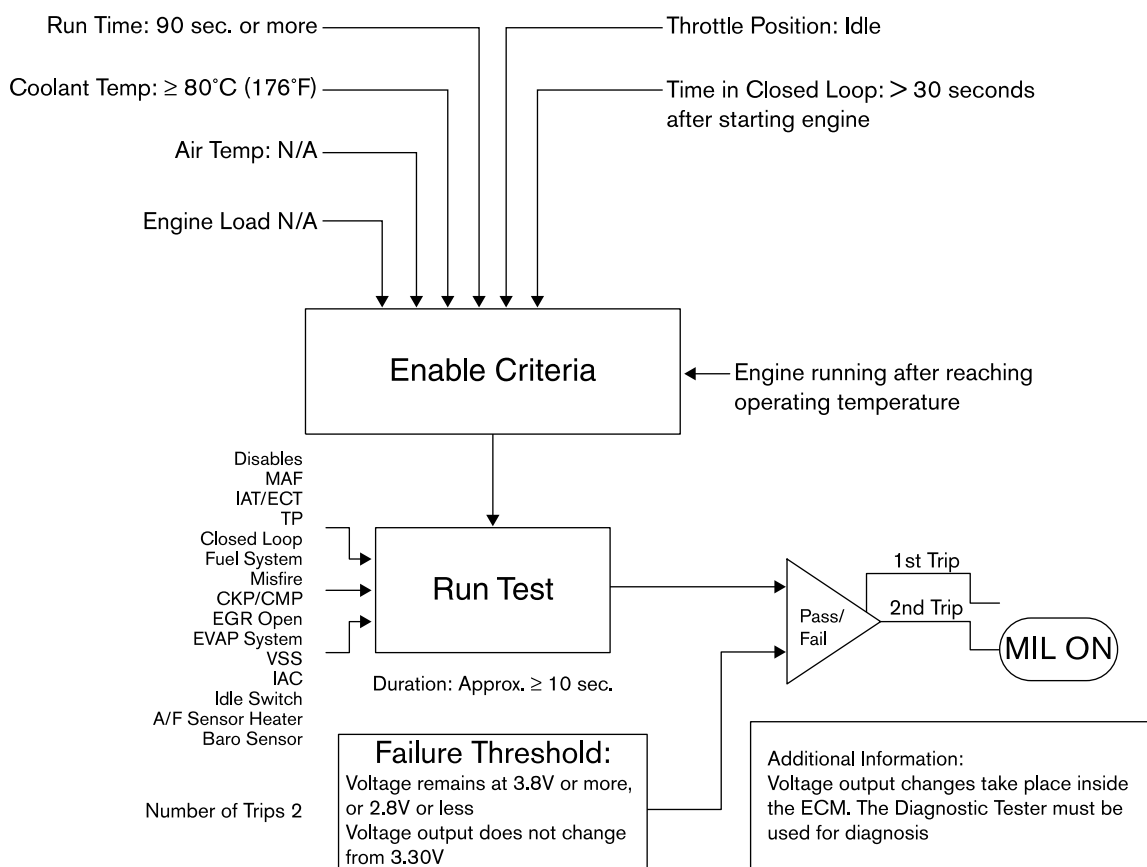 Run Time: 90 sec. or more
Throttle Position: Idle
Coolant Temp: ≥ 80°C (176°F)
Time in Closed Loop: > 30 seconds
after starting engine
Air Temp: N/A
Engine Load N/A
Enable Criteria
Engine running after reaching
operating temperature
Disables
MAF
IAT/ECT
TP
Closed Loop
Fuel System
Misfire
CKP/CMP
EGR Open
EVAP System
VSS
IAC
Idle Switch
A/F Sensor Heater
Baro Sensor
Run Test
Duration: Approx. ≥ 10 sec.
Pass/
Fail
1st Trip
2nd Trip
MIL ON
Number of Trips 2
Failure Threshold:
Voltage remains at 3.8V or more,
or 2.8V or less
Voltage output does not change
from 3.30V
Additional Information:
Voltage output changes take place inside
the ECM. The Diagnostic Tester must be
used for diagnosis